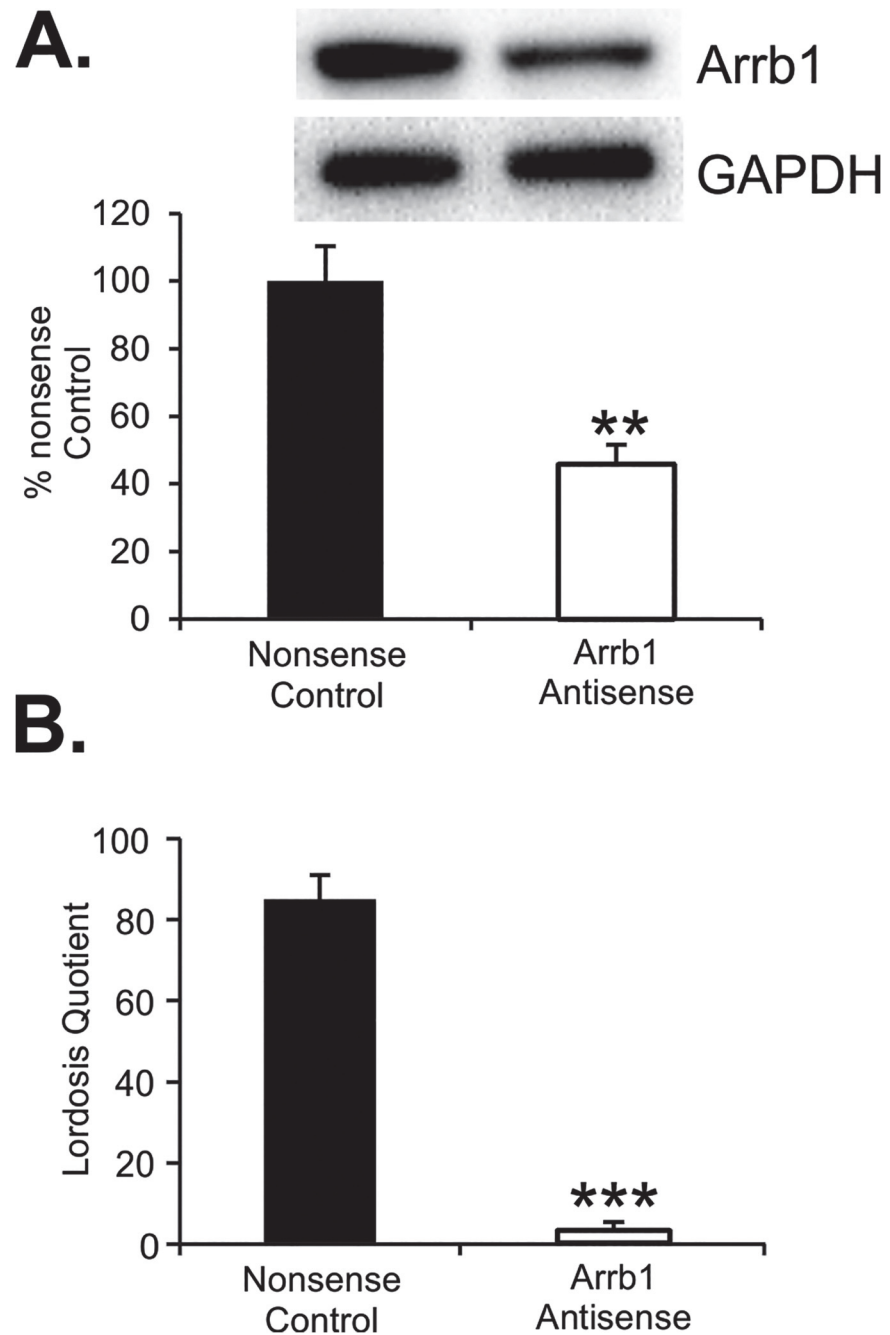 A.
Arrb1
GAPDH
% nonsense
Control
120
100
80
60
40
20
0
**
Nonsense
Control
Arrb1
Antisense
B.
Lordosis Quotient
100
80
60
40
20
0
***
Nonsense
Control
Arrb1
Antisense